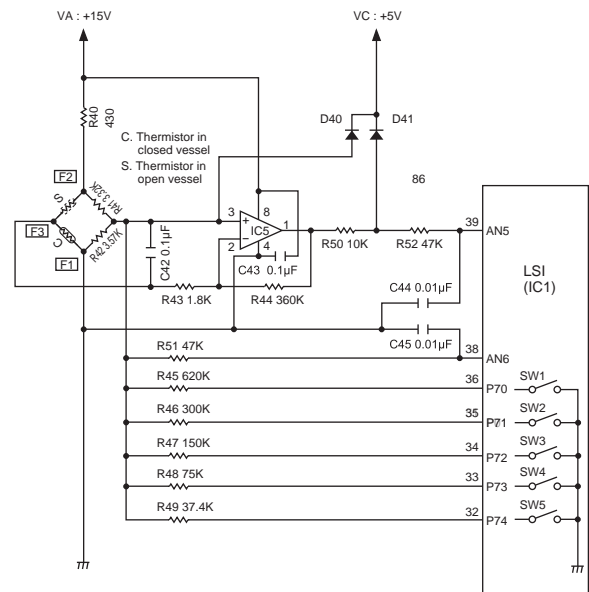 VA : +15V
VC : +5V
R40
430
D40
D41
C. Thermistor in
closed vessel
S. Thermistor in
open vessel
86
F2
S
R41 3.32K
F3
C
R42 3.57K
F1
3
+
8
IC5
1
2
−
4
C42 0.1µF
C43 0.1µF
R50 10K
R52 47K
39
AN5
LSI
(IC1)
R43 1.8K
R44 360K
C44 0.01µF
C45 0.01µF
R51 47K
38
AN6
R45 620K
36
P70
SW1
R46 300K
35
P71
SW2
R47 150K
34
P72
SW3
R48 75K
33
P73
SW4
R49 37.4K
32
P74
SW5